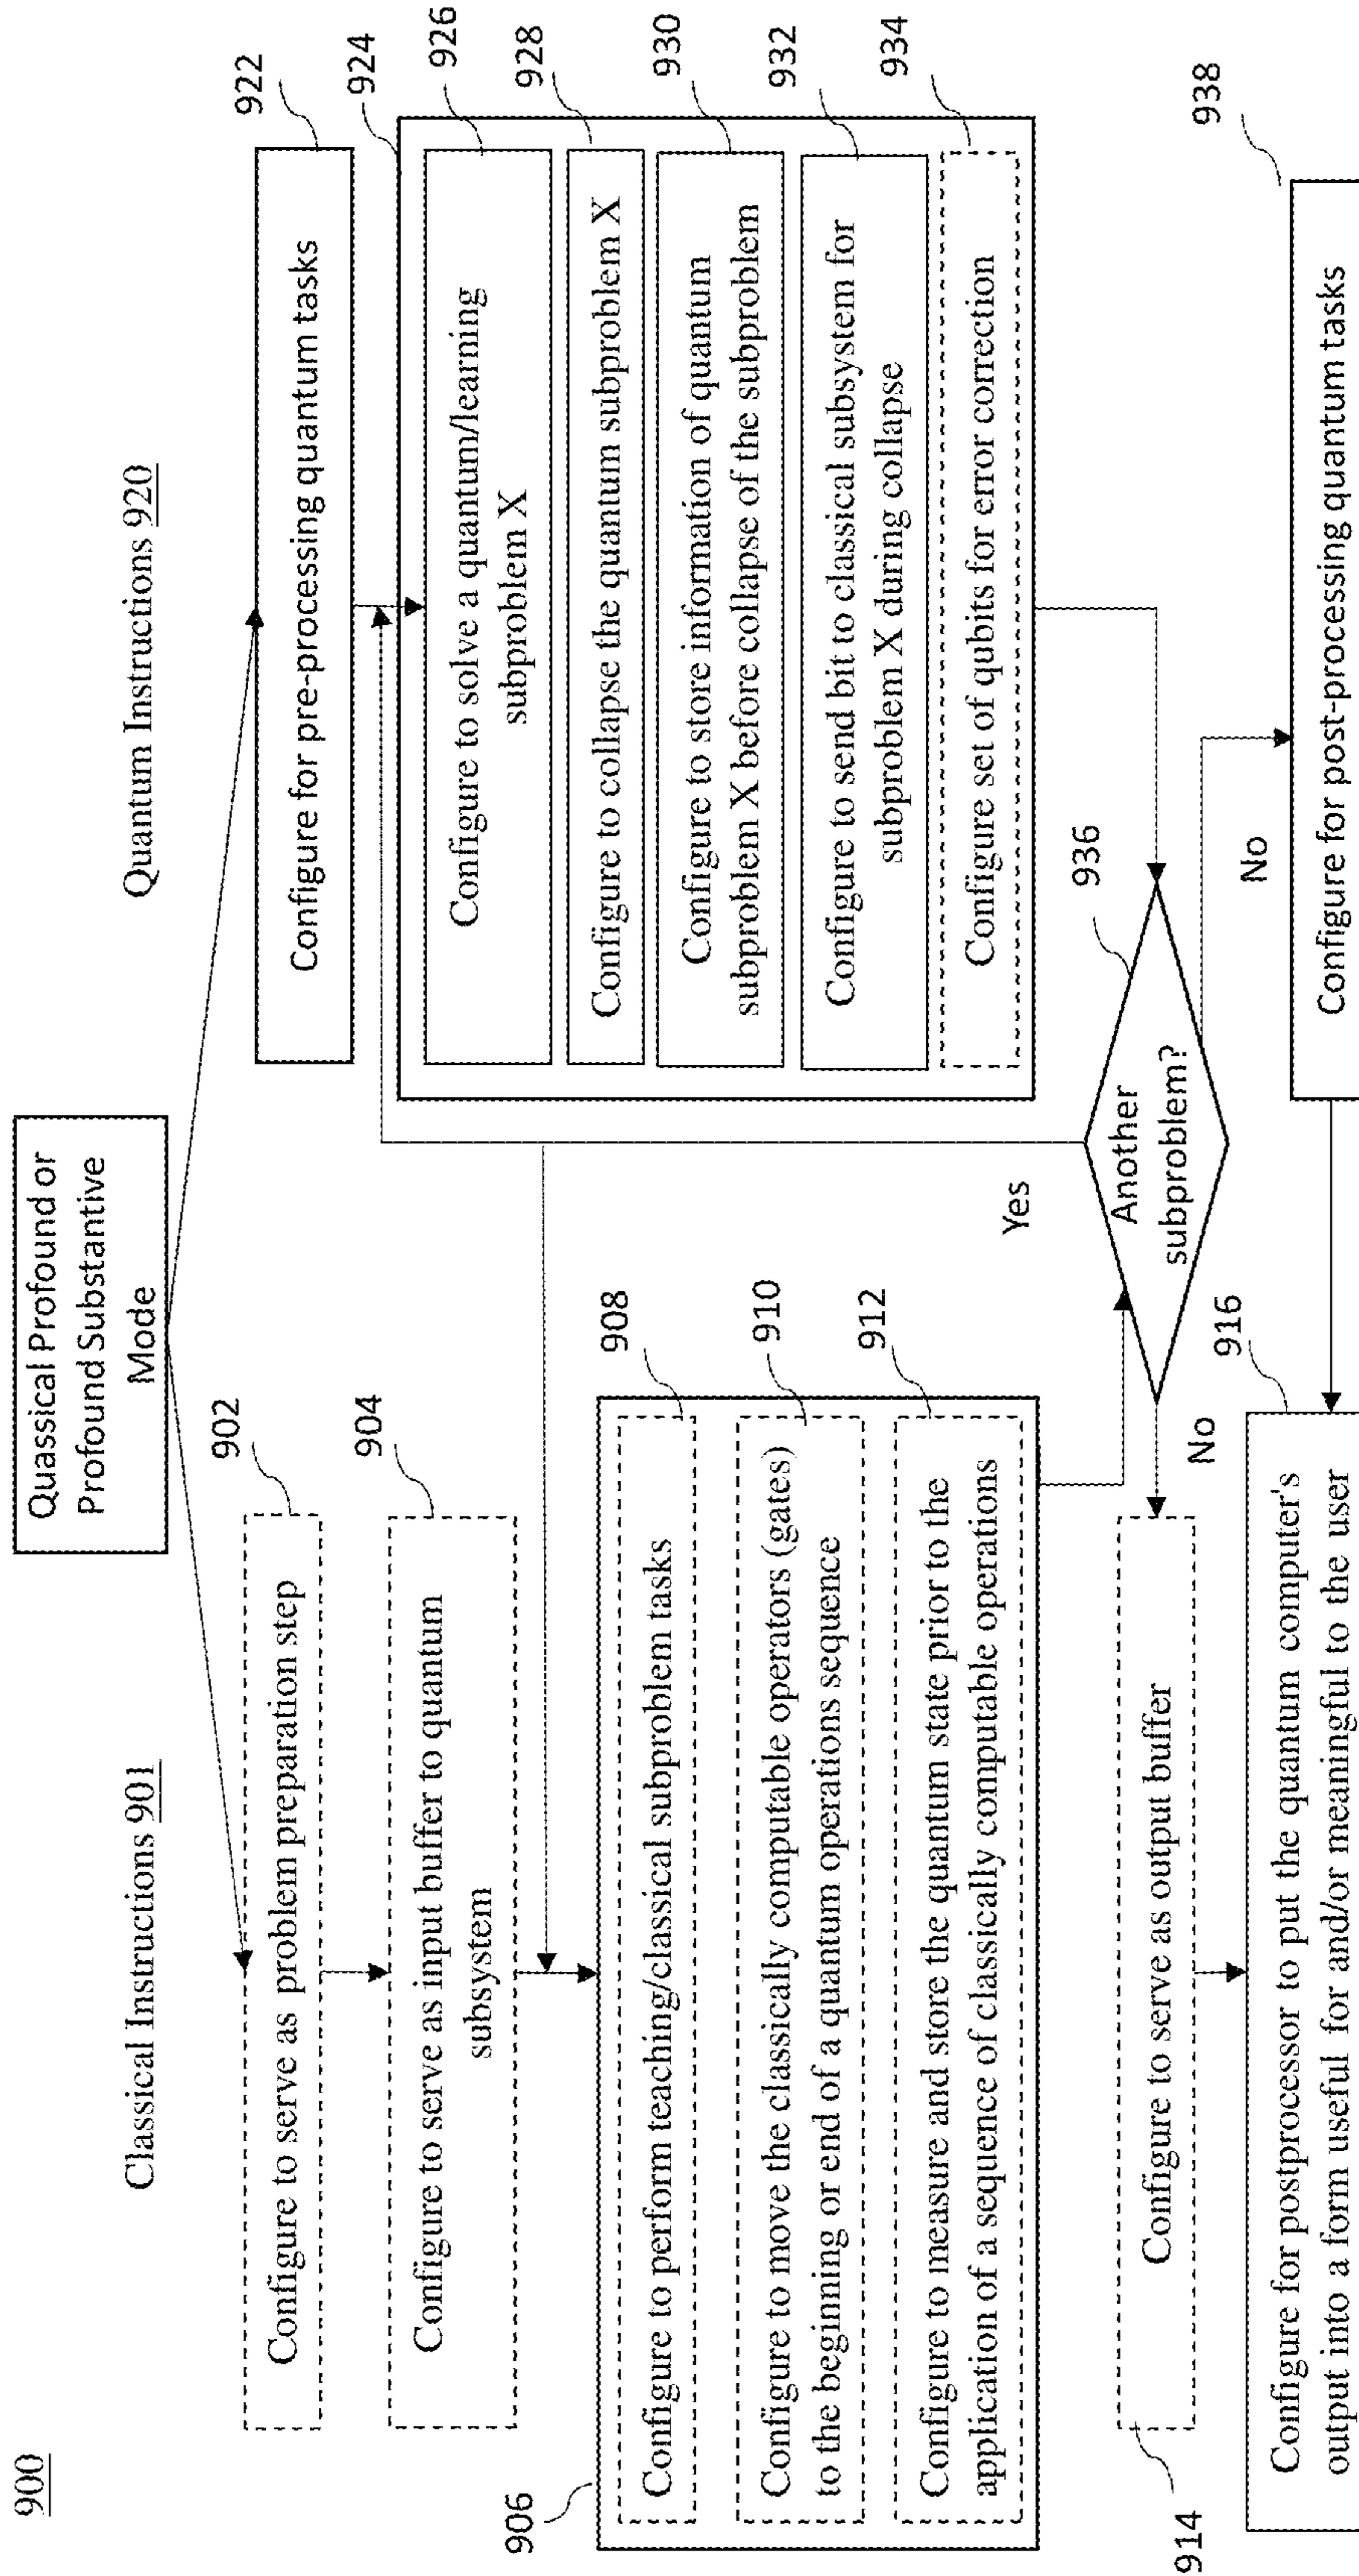 900
Quassical Profound or
Profound Substantive
Mode
Classical Instructions 901
902
Configure to serve as problem preparation step
904
Configure to serve as input buffer to quantum
subsystem
906
908
Configure to perform teaching/classical subproblem tasks
910
Configure to move the classically computable operators (gates)
to the beginning or end of a quantum operations sequence
912
Configure to measure and store the quantum state prior to the
application of a sequence of classically computable operations
914
Configure to serve as output buffer
916
Configure for postprocessor to put the quantum computer's
output into a form useful for and/or meaningful to the user
Quantum Instructions 920
922
Configure for pre-processing quantum tasks
924
926
Configure to solve a quantum/learning
subproblem X
928
Configure to collapse the quantum subproblem X
930
Configure to store information of quantum
subproblem X before collapse of the subproblem
932
Configure to send bit to classical subsystem for
subproblem X during collapse
934
Configure set of qubits for error correction
Yes
936
Another
subproblem?
No
No
938
Configure for post-processing quantum tasks